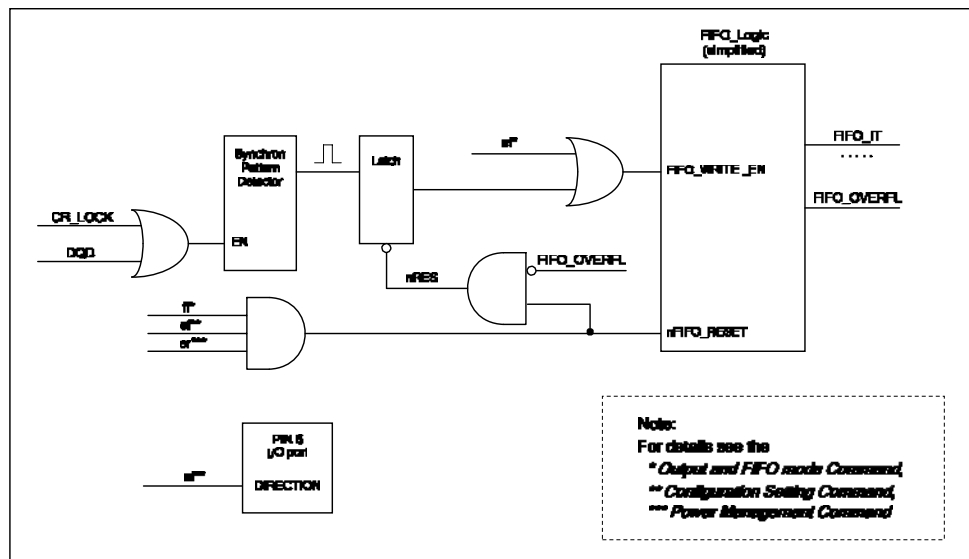 FIFO_Logic
(simplified)
FIFO_IT
.....
Synchron
Pattern
Detector
Latch
FIFO_WRITE_EN
FIFO_OVERFL
CR_LOCK
DQD
EN
FIFO_OVERFL
nRES
ff*
ef**
er***
nFIFO_RESET
Note:
For details see the
* Output and FIFO mode Command,
** Configuration Setting Command,
*** Power Management Command
PIN 6
I/O port
DIRECTION